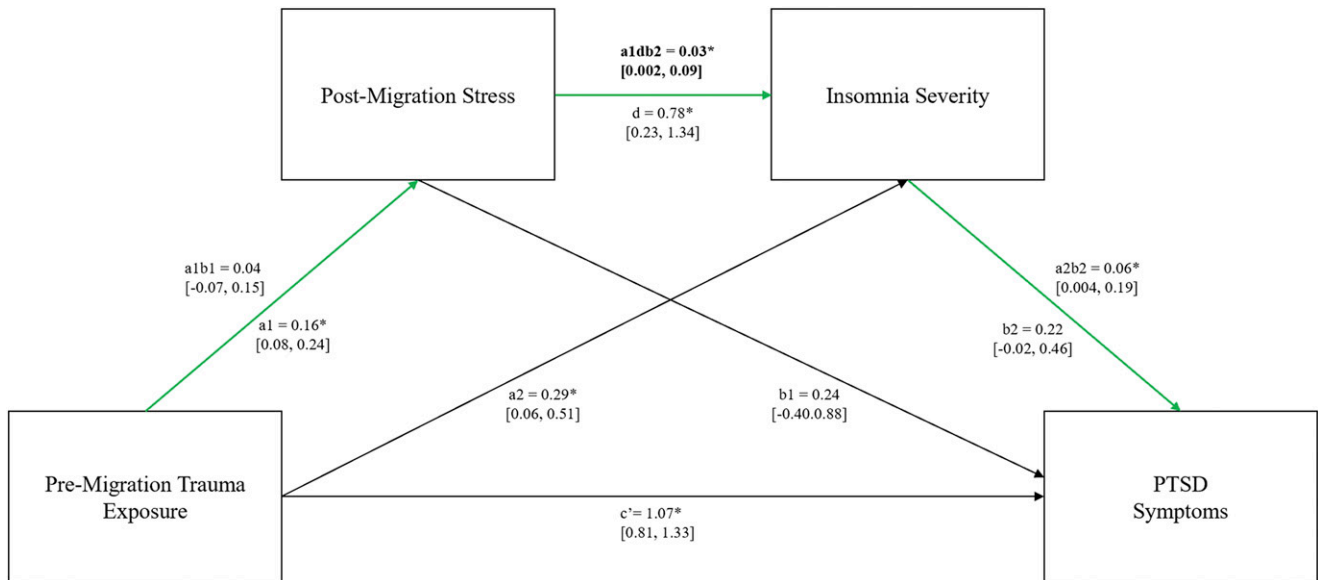 a1db2 = 0.03*
[0.002, 0.09]
Post-Migration Stress
Insomnia Severity
d = 0.78*
[0.23, 1.34]
a1b1 = 0.04
[-0.07, 0.15]
a1 = 0.16*
[0.08, 0.24]
a2b2 = 0.06*
[0.004, 0.19]
b2 = 0.22
[-0.02, 0.46]
a2 = 0.29*
[0.06, 0.51]
b1 = 0.24
[-0.40.0.88]
Pre-Migration Trauma
Exposure
PTSD
Symptoms
c’= 1.07*
[0.81, 1.33]